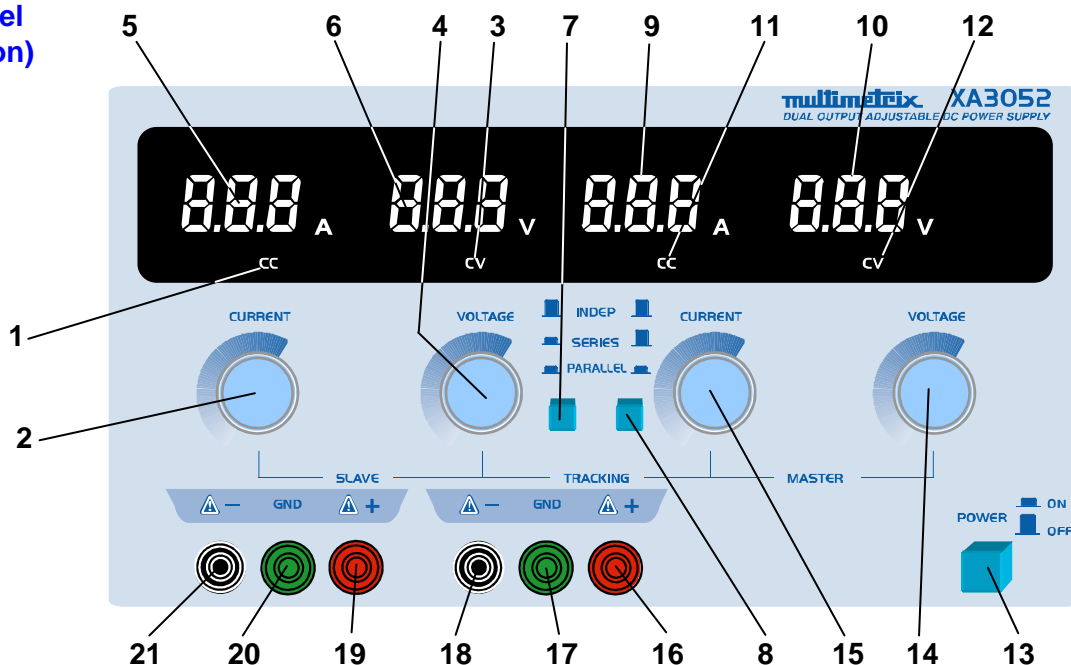 el
on)
5 6 4 3 7 9 11 10 12
multimetrix XA3052
DUAL OUTPUT ADJUSTABLE DC POWER SUPPLY
8.8.8 A 8.8.8 V 8.8.8 A 8.8.8 V
CC CV CC CV
1
CURRENT VOLTAGE INDEP CURRENT VOLTAGE
SERIES
PARALLEL
2
SLAVE TRACKING MASTER
- GND + - GND +
POWER ON
OFF
21 20 19 18 17 16 8 15 14 13